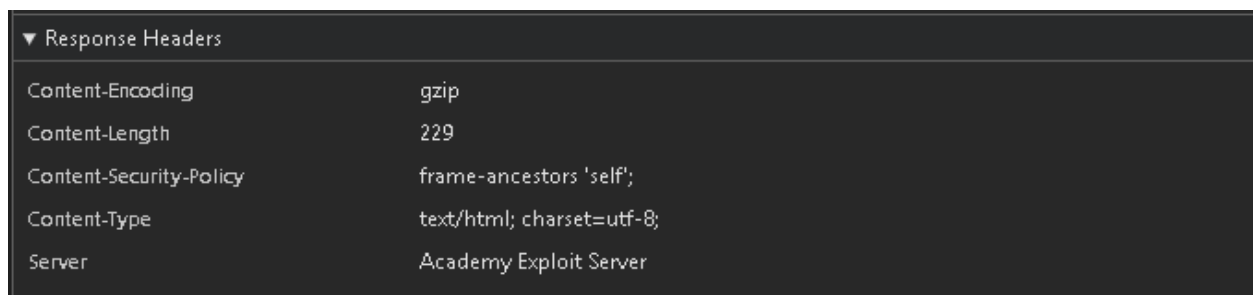 ▼ Response Headers
Content-Encoding gzip
Content-Length 229
Content-Security-Policy frame-ancestors 'self';
Content-Type text/html; charset=utf-8;
Server Academy Exploit Server